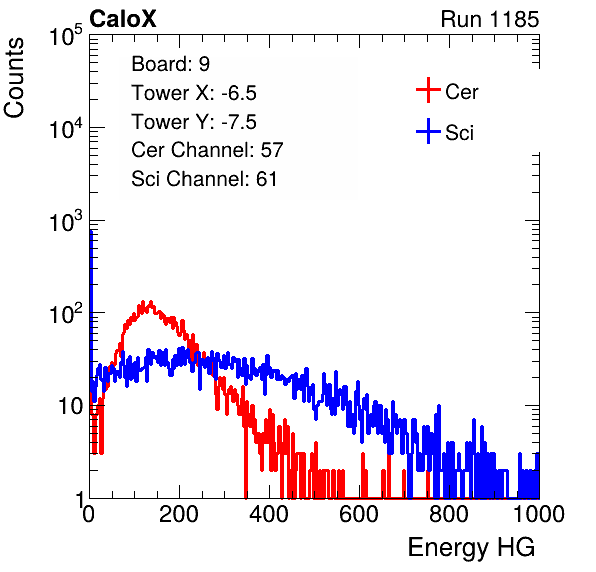 CaloX Run 1185
Counts
10^5
10^4
10^3
10^2
10
1
Board: 9
Tower X: -6.5
Tower Y: -7.5
Cer Channel: 57
Sci Channel: 61
Cer
Sci
0 200 400 600 800 1000
Energy HG